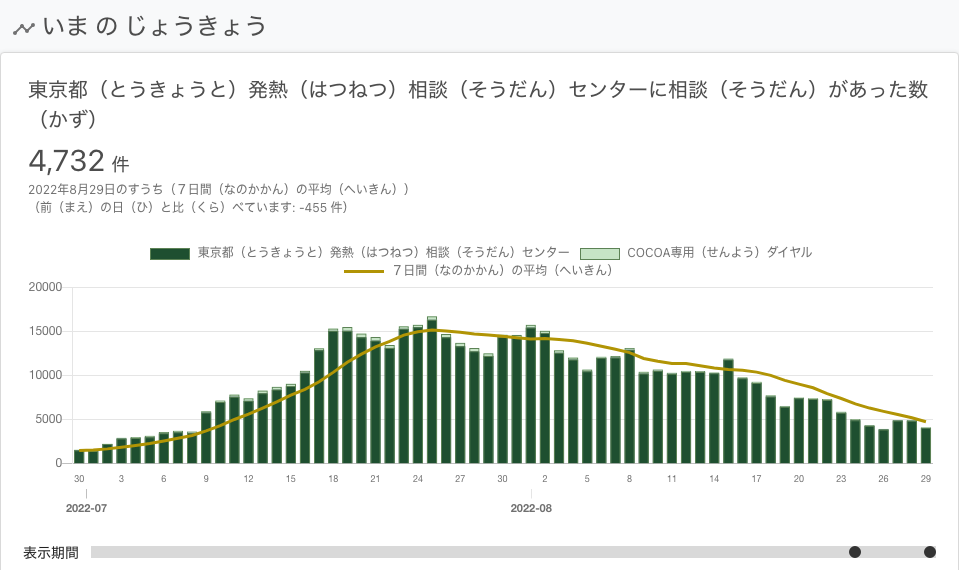 いま の じょうきょう
東京都（とうきょうと）発熱（はつねつ）相談（そうだん）センターに相談（そうだん）があった数
（かず）
4,732 件
2022年8月29日のすうち（７日間（なのかかん）の平均（へいきん））
（前（まえ）の日（ひ）と比（くら）べています: -455 件）
東京都（とうきょうと）発熱（はつねつ）相談（そうだん）センター COCOA専用（せんよう）ダイヤル
７日間（なのかかん）の平均（へいきん）
20000
15000
10000
5000
0
30 3 6 9 12 15 18 21 24 27 30 2 5 8 11 14 17 20 23 26 29
2022-07 2022-08
表示期間